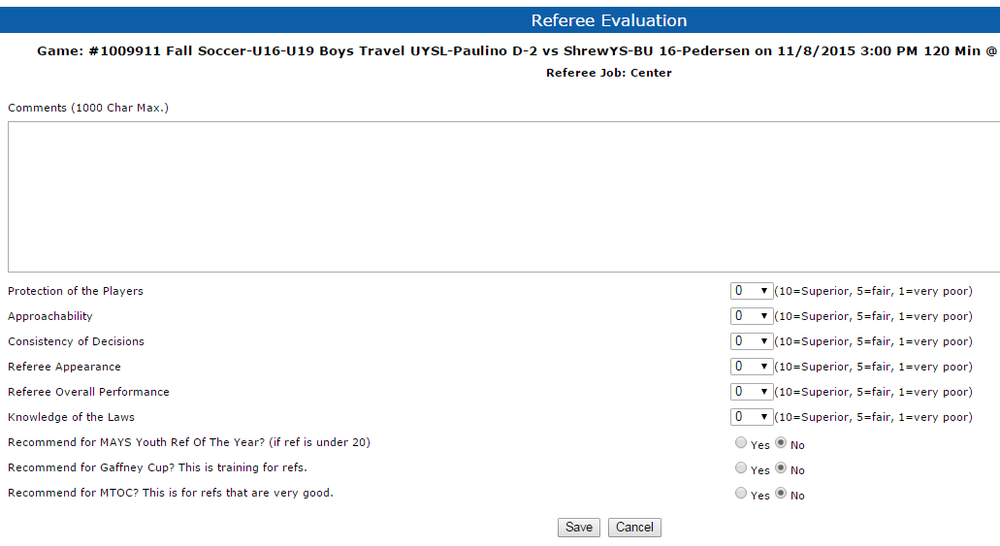 Referee Evaluation
Game: #1009911 Fall Soccer-U16-U19 Boys Travel UYSL-Paulino D-2 vs ShrewYS-BU 16-Pedersen on 11/8/2015 3:00 PM 120 Min @
Referee Job: Center
Comments (1000 Char Max.)
Protection of the Players 0 (10=Superior, 5=fair, 1=very poor)
Approachability 0 (10=Superior, 5=fair, 1=very poor)
Consistency of Decisions 0 (10=Superior, 5=fair, 1=very poor)
Referee Appearance 0 (10=Superior, 5=fair, 1=very poor)
Referee Overall Performance 0 (10=Superior, 5=fair, 1=very poor)
Knowledge of the Laws 0 (10=Superior, 5=fair, 1=very poor)
Recommend for MAYS Youth Ref Of The Year? (if ref is under 20) Yes No
Recommend for Gaffney Cup? This is training for refs. Yes No
Recommend for MTOC? This is for refs that are very good. Yes No
Save Cancel